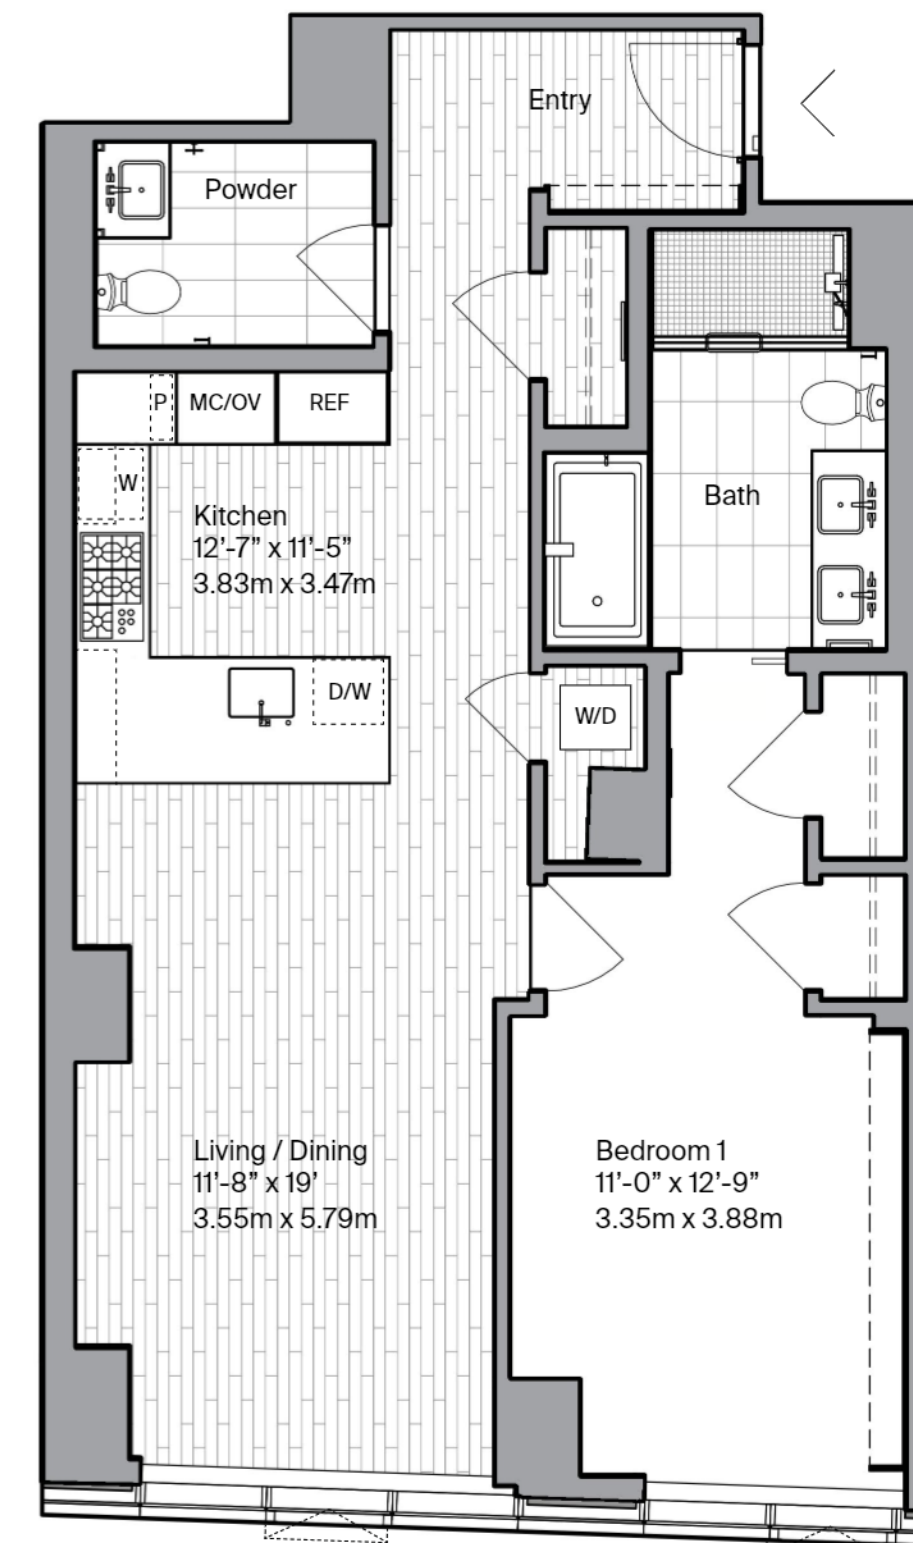 Entry
Powder
P
MC/OV
REF
W
Kitchen
12’-7” x 11’-5”
3.83m x 3.47m
Bath
D/W
W/D
Living / Dining
11’-8” x 19’
3.55m x 5.79m
Bedroom 1
11’-0” x 12’-9”
3.35m x 3.88m